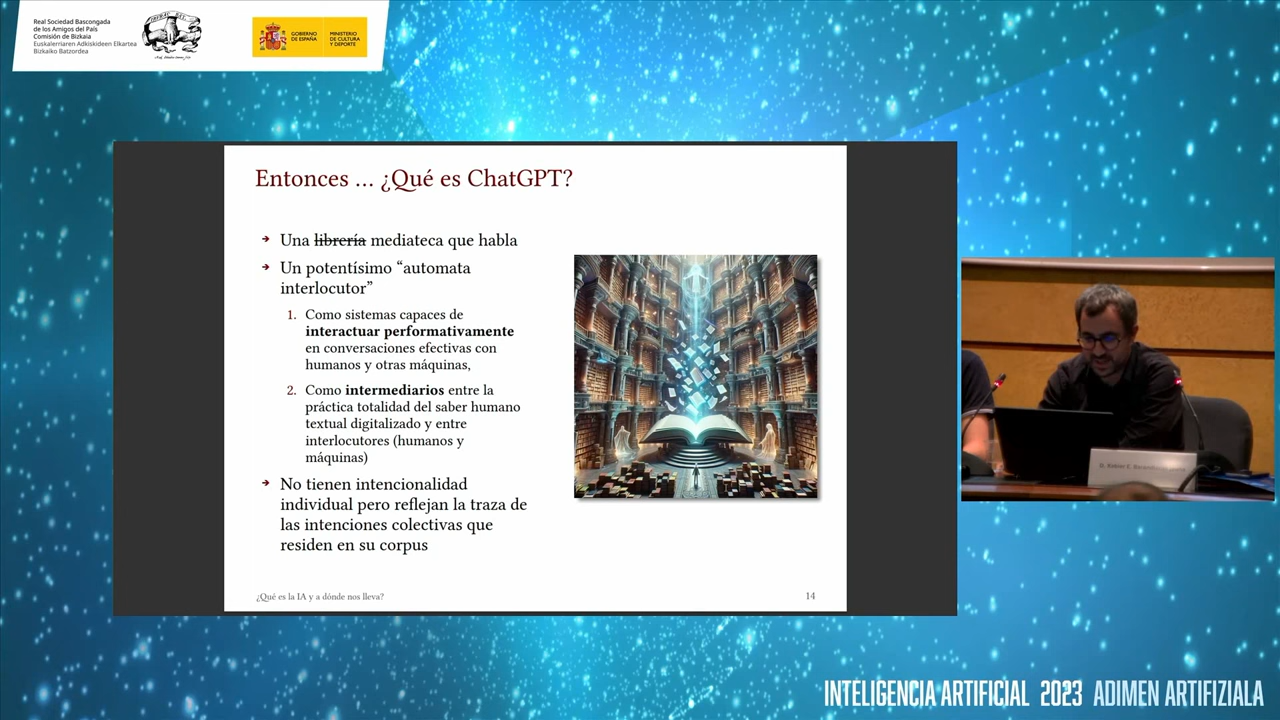 Real Sociedad Bascongada
de los Amigos del País
Comisión de Bizkaia
Euskalerriaren Adkiskideen Elkartea
Bizkaiko Batzordea
GOBIERNO
DE ESPAÑA
MINISTERIO
DE CULTURA
Y DEPORTE
Entonces ... ¿Qué es ChatGPT?
➔ Una librería mediateca que habla
➔ Un potentísimo “automata
interlocutor”
1. Como sistemas capaces de
interactuar performativamente
en conversaciones efectivas con
humanos y otras máquinas,
2. Como intermediarios entre la
práctica totalidad del saber humano
textual digitalizado y entre
interlocutores (humanos y
máquinas)
➔ No tienen intencionalidad
individual pero reflejan la traza de
las intenciones colectivas que
residen en su corpus
¿Qué es la IA y a dónde nos lleva?
14
INTELIGENCIA ARTIFICIAL 2023 ADIMEN ARTIFIZIALA